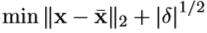 min ‖x − x̄‖₂ + |δ|^{1/2}